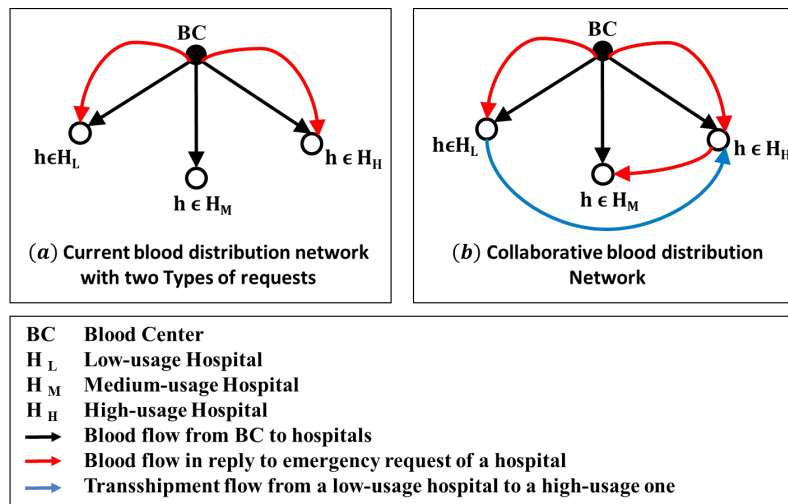 BC
h∈H_L
h ∈ H_H
h ∈ H_M
(a) Current blood distribution network
with two Types of requests
BC
h∈H_L
h ∈ H_H
h ∈ H_M
(b) Collaborative blood distribution
Network
BC Blood Center
H_L Low-usage Hospital
H_M Medium-usage Hospital
H_H High-usage Hospital
Blood flow from BC to hospitals
Blood flow in reply to emergency request of a hospital
Transshipment flow from a low-usage hospital to a high-usage one